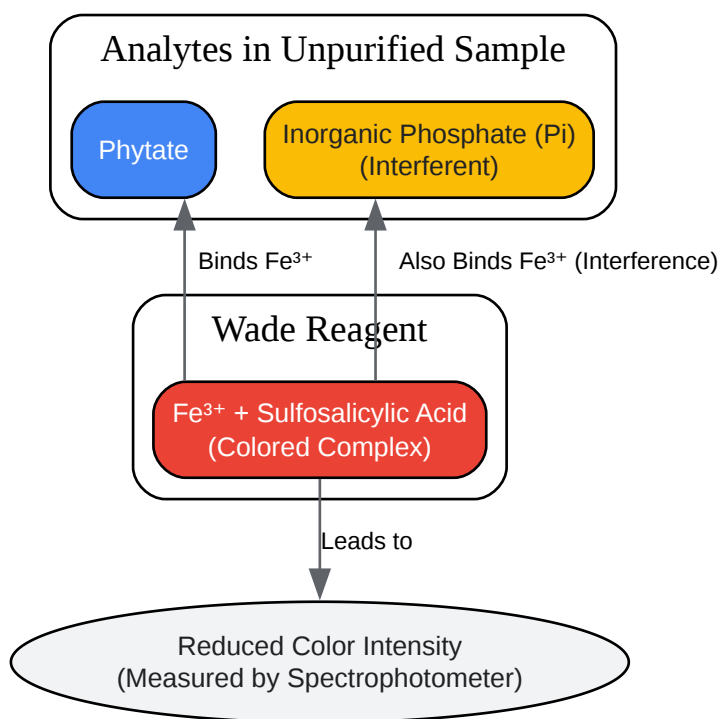 Analytes in Unpurified Sample
Phytate
Inorganic Phosphate (Pi)
(Interferent)
Binds Fe³⁺
Also Binds Fe³⁺ (Interference)
Wade Reagent
Fe³⁺ + Sulfosalicylic Acid
(Colored Complex)
Leads to
Reduced Color Intensity
(Measured by Spectrophotometer)